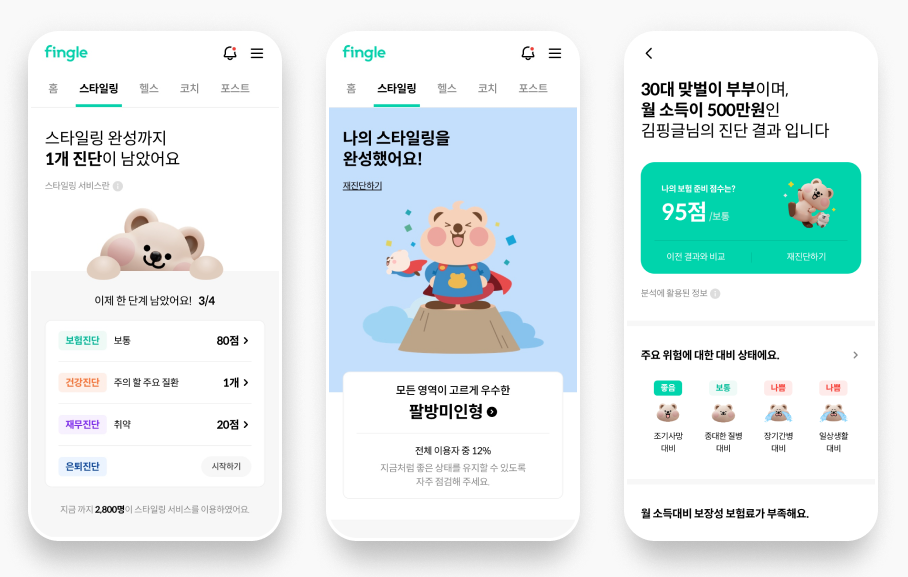 fingle
홈 스타일링 헬스 코치 포스트
스타일링 완성까지
1개 진단이 남았어요
스타일링 서비스란 i
이제 한 단계 남았어요! 3/4
보험진단 보통 80점
건강진단 주의 할 주요 질환 1개
재무진단 취약 20점
은퇴진단 시작하기
지금 까지 2,800명이 스타일링 서비스를 이용하였어요.
fingle
홈 스타일링 헬스 코치 포스트
나의 스타일링을
완성했어요!
재진단하기
모든 영역이 고르게 우수한
팔방미인형
전체 이용자 중 12%
지금처럼 좋은 상태를 유지할 수 있도록
자주 점검해 주세요.
30대 맞벌이 부부이며,
월 소득이 500만원인
김핑글님의 진단 결과 입니다
나의 보험 준비 점수는?
95점 /보통
이전 결과와 비교 재진단하기
분석에 활용된 정보 i
주요 위험에 대한 대비 상태에요.
좋음 보통 나쁨 나쁨
조기사망 중대한 질병 장기간병 일상생활
대비 대비 대비 대비
월 소득대비 보장성 보험료가 부족해요.